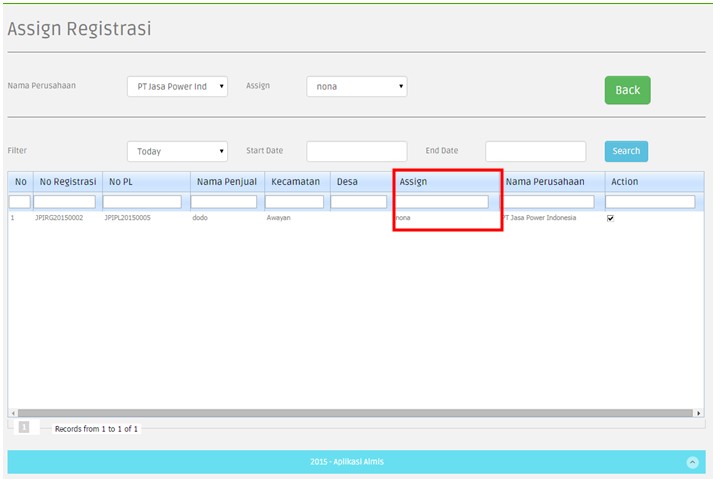 Assign Registrasi
Nama Perusahaan PT Jasa Power Ind Assign nona Back
Filter Today Start Date End Date Search
No No Registrasi No PL Nama Penjual Kecamatan Desa Assign Nama Perusahaan Action
1 JPIRG20150002 JPIPL20150005 dodo Awayan nona PT Jasa Power Indonesia
1 Records from 1 to 1 of 1
2015 - Aplikasi Almis